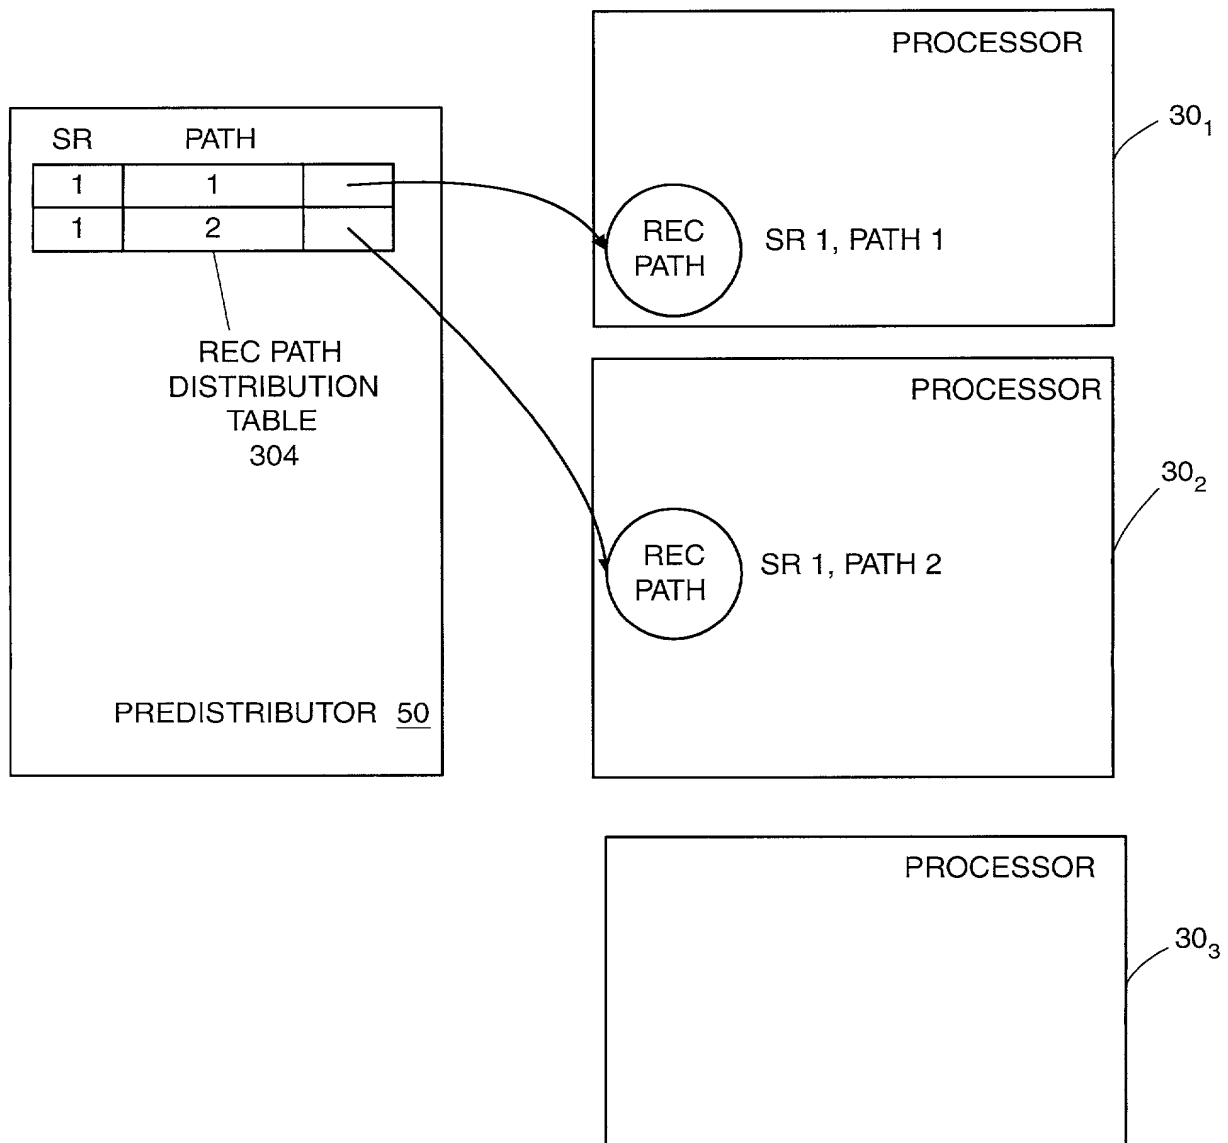 SR PATH
1 1
1 2
REC PATH
DISTRIBUTION
TABLE
304
PREDISTRIBUTOR 50
PROCESSOR
30₁
REC
PATH
SR 1, PATH 1
PROCESSOR
30₂
REC
PATH
SR 1, PATH 2
PROCESSOR
30₃